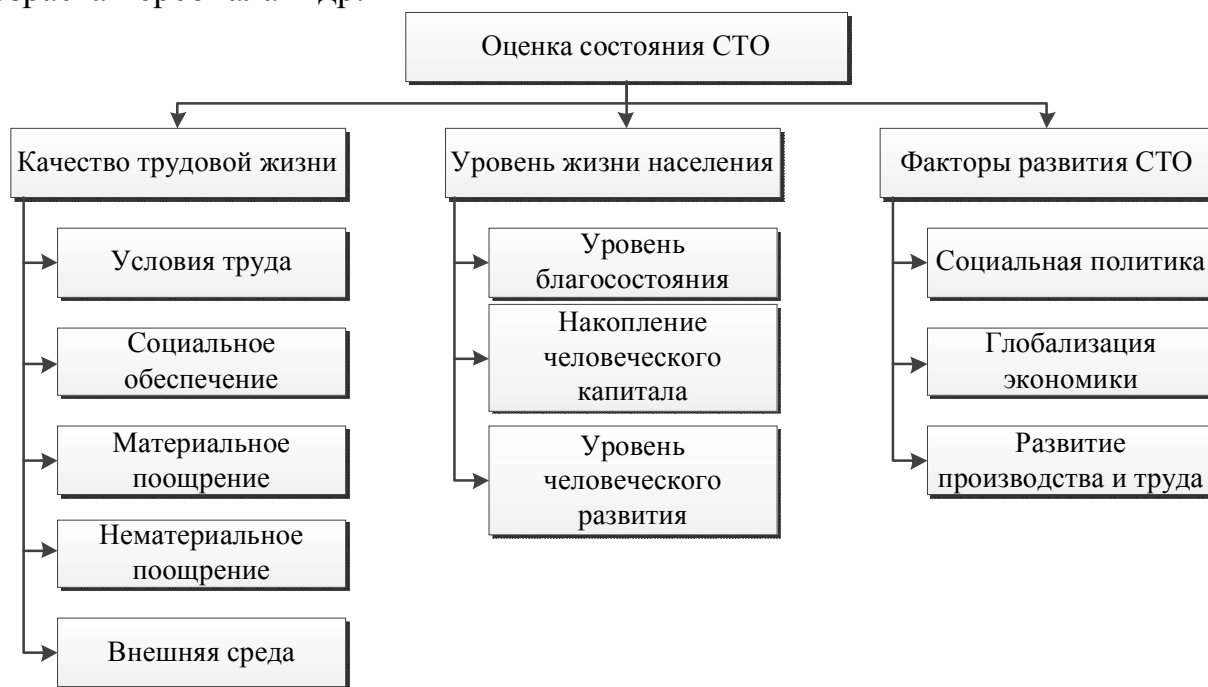 Оценка состояния СТО
Качество трудовой жизни
Условия труда
Социальное
обеспечение
Материальное
поощрение
Нематериальное
поощрение
Внешняя среда
Уровень жизни населения
Уровень
благосостояния
Накопление
человеческого
капитала
Уровень
человеческого
развития
Факторы развития СТО
Социальная политика
Глобализация
экономики
Развитие
производства и труда